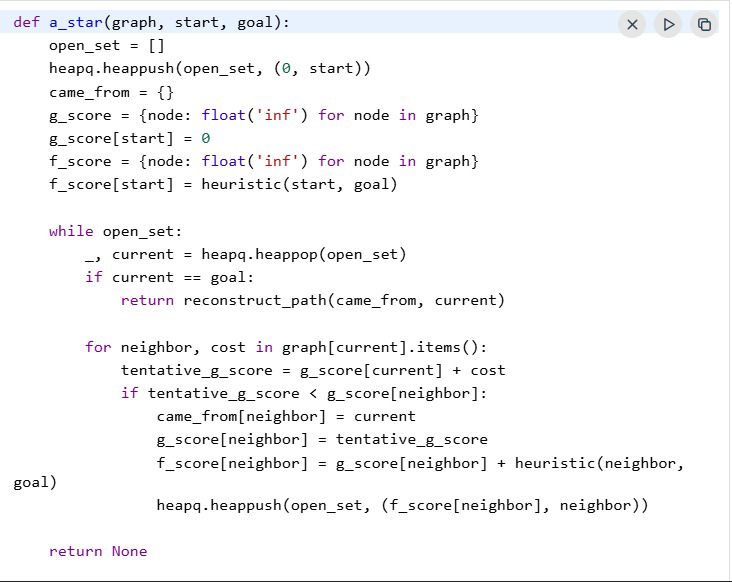 def a_star(graph, start, goal):
    open_set = []
    heapq.heappush(open_set, (0, start))
    came_from = {}
    g_score = {node: float('inf') for node in graph}
    g_score[start] = 0
    f_score = {node: float('inf') for node in graph}
    f_score[start] = heuristic(start, goal)

    while open_set:
        _, current = heapq.heappop(open_set)
        if current == goal:
            return reconstruct_path(came_from, current)

        for neighbor, cost in graph[current].items():
            tentative_g_score = g_score[current] + cost
            if tentative_g_score < g_score[neighbor]:
                came_from[neighbor] = current
                g_score[neighbor] = tentative_g_score
                f_score[neighbor] = g_score[neighbor] + heuristic(neighbor,
goal)
                heapq.heappush(open_set, (f_score[neighbor], neighbor))

    return None